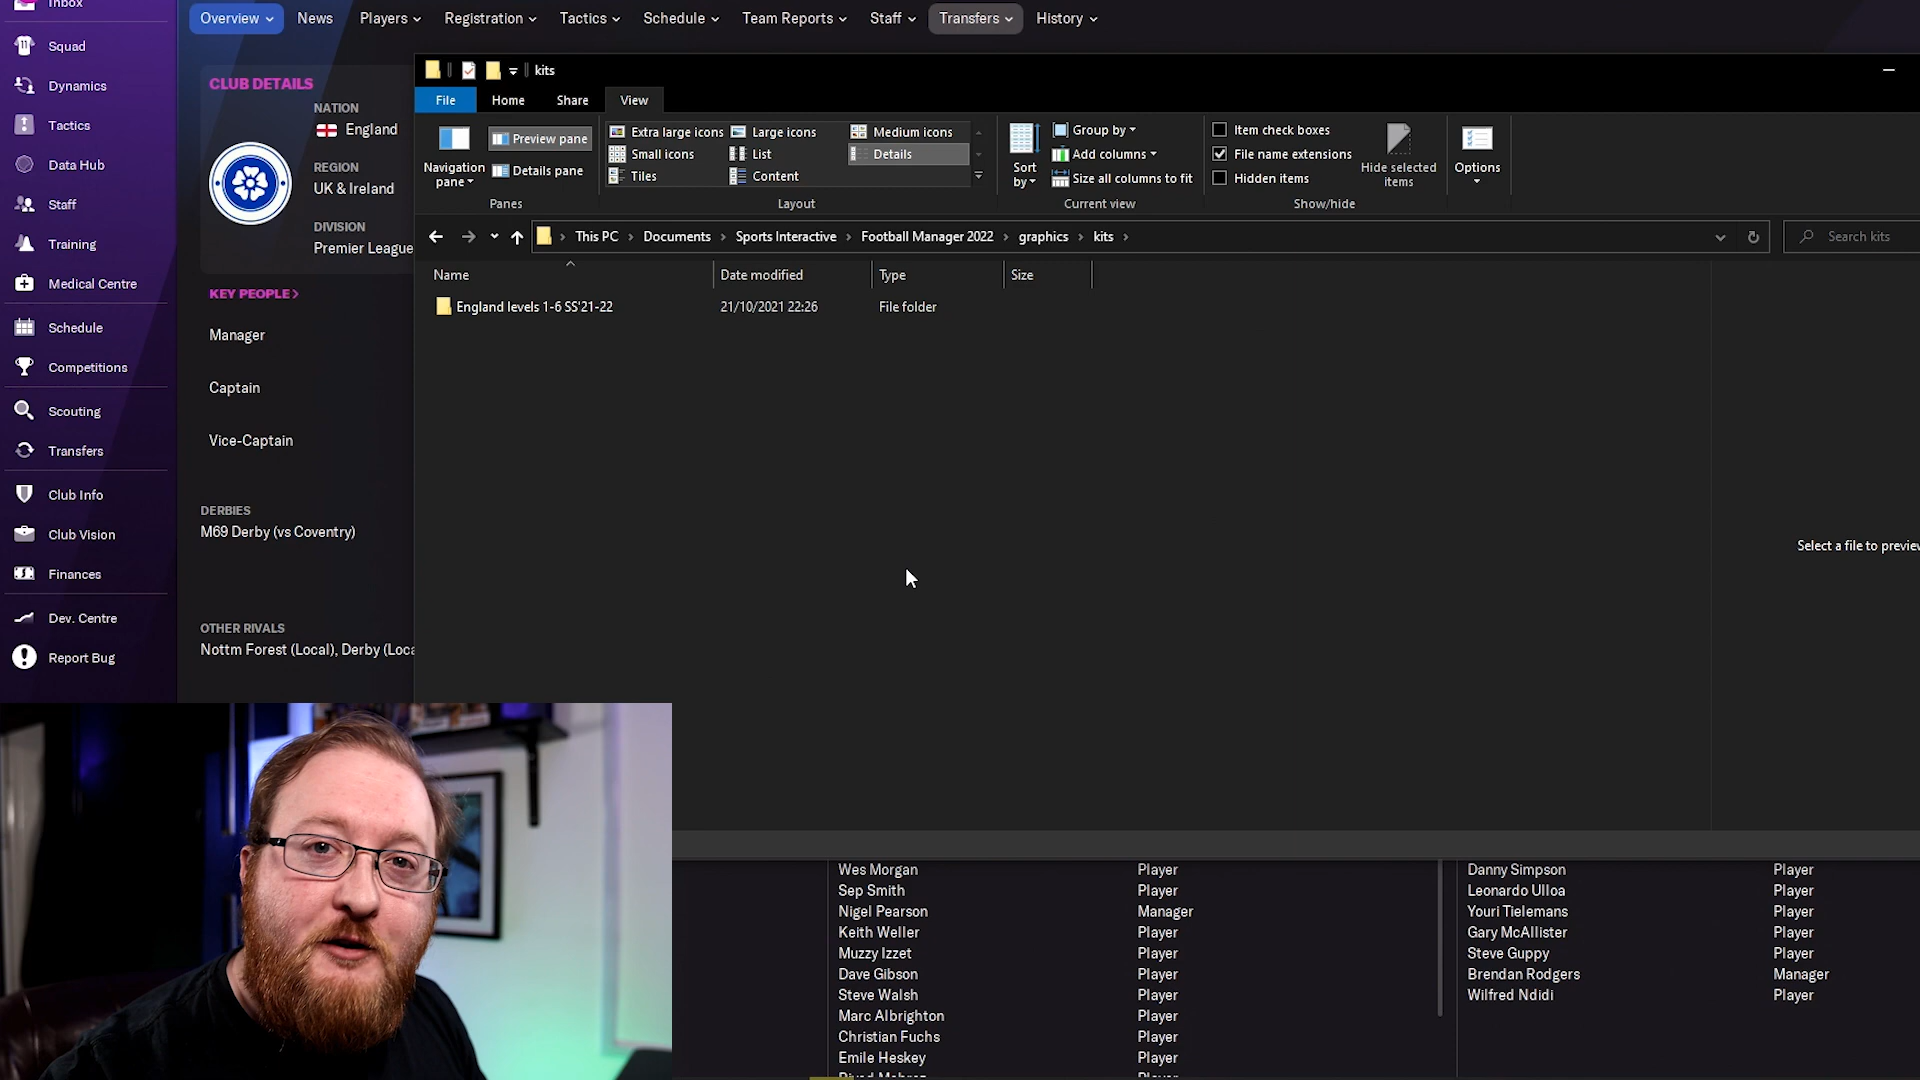 Inbox
Squad
Dynamics
Tactics
Data Hub
Staff
Training
Medical Centre
Schedule
Competitions
Scouting
Transfers
Club Info
Club Vision
Finances
Dev. Centre
Report Bug
Overview
News
Players
Registration
Tactics
Schedule
Team Reports
Staff
Transfers
History
CLUB DETAILS
NATION
England
REGION
UK & Ireland
DIVISION
Premier League
KEY PEOPLE >
Manager
Captain
Vice-Captain
DERBIES
M69 Derby (vs Coventry)
OTHER RIVALS
Nottm Forest (Local), Derby (Loca
kits
File
Home
Share
View
Navigation pane
Preview pane
Details pane
Panes
Extra large icons
Large icons
Medium icons
Small icons
List
Details
Tiles
Content
Layout
Sort by
Group by
Add columns
Size all columns to fit
Current view
Item check boxes
File name extensions
Hidden items
Hide selected items
Show/hide
Options
This PC > Documents > Sports Interactive > Football Manager 2022 > graphics > kits >
Search kits
Name
Date modified
Type
Size
England levels 1-6 SS'21-22
21/10/2021 22:26
File folder
Select a file to preview
Wes Morgan Player
Sep Smith Player
Nigel Pearson Manager
Keith Weller Player
Muzzy Izzet Player
Dave Gibson Player
Steve Walsh Player
Marc Albrighton Player
Christian Fuchs Player
Emile Heskey Player
Danny Simpson Player
Leonardo Ulloa Player
Youri Tielemans Player
Gary McAllister Player
Steve Guppy Player
Brendan Rodgers Manager
Wilfred Ndidi Player